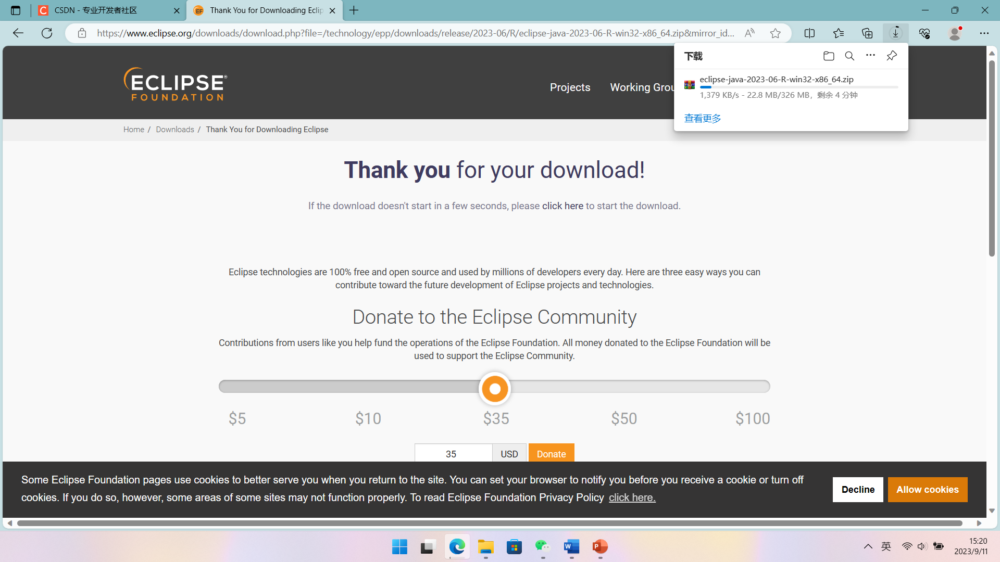 CSDN - 专业开发者社区
Thank You for Downloading Eclip
https://www.eclipse.org/downloads/download.php?file=/technology/epp/downloads/release/2023-06/R/eclipse-java-2023-06-R-win32-x86_64.zip&mirror_id...
下载
eclipse-java-2023-06-R-win32-x86_64.zip
1,379 KB/s - 22.8 MB/326 MB，剩余 4 分钟
查看更多
ECLIPSE®
FOUNDATION
Projects
Working Grou
Home / Downloads / Thank You for Downloading Eclipse
Thank you for your download!
If the download doesn't start in a few seconds, please click here to start the download.
Eclipse technologies are 100% free and open source and used by millions of developers every day. Here are three easy ways you can
contribute toward the future development of Eclipse projects and technologies.
Donate to the Eclipse Community
Contributions from users like you help fund the operations of the Eclipse Foundation. All money donated to the Eclipse Foundation will be
used to support the Eclipse Community.
$5 $10 $35 $50 $100
35 USD Donate
Some Eclipse Foundation pages use cookies to better serve you when you return to the site. You can set your browser to notify you before you receive a cookie or turn off
cookies. If you do so, however, some areas of some sites may not function properly. To read Eclipse Foundation Privacy Policy click here.
Decline
Allow cookies
英
15:20
2023/9/11